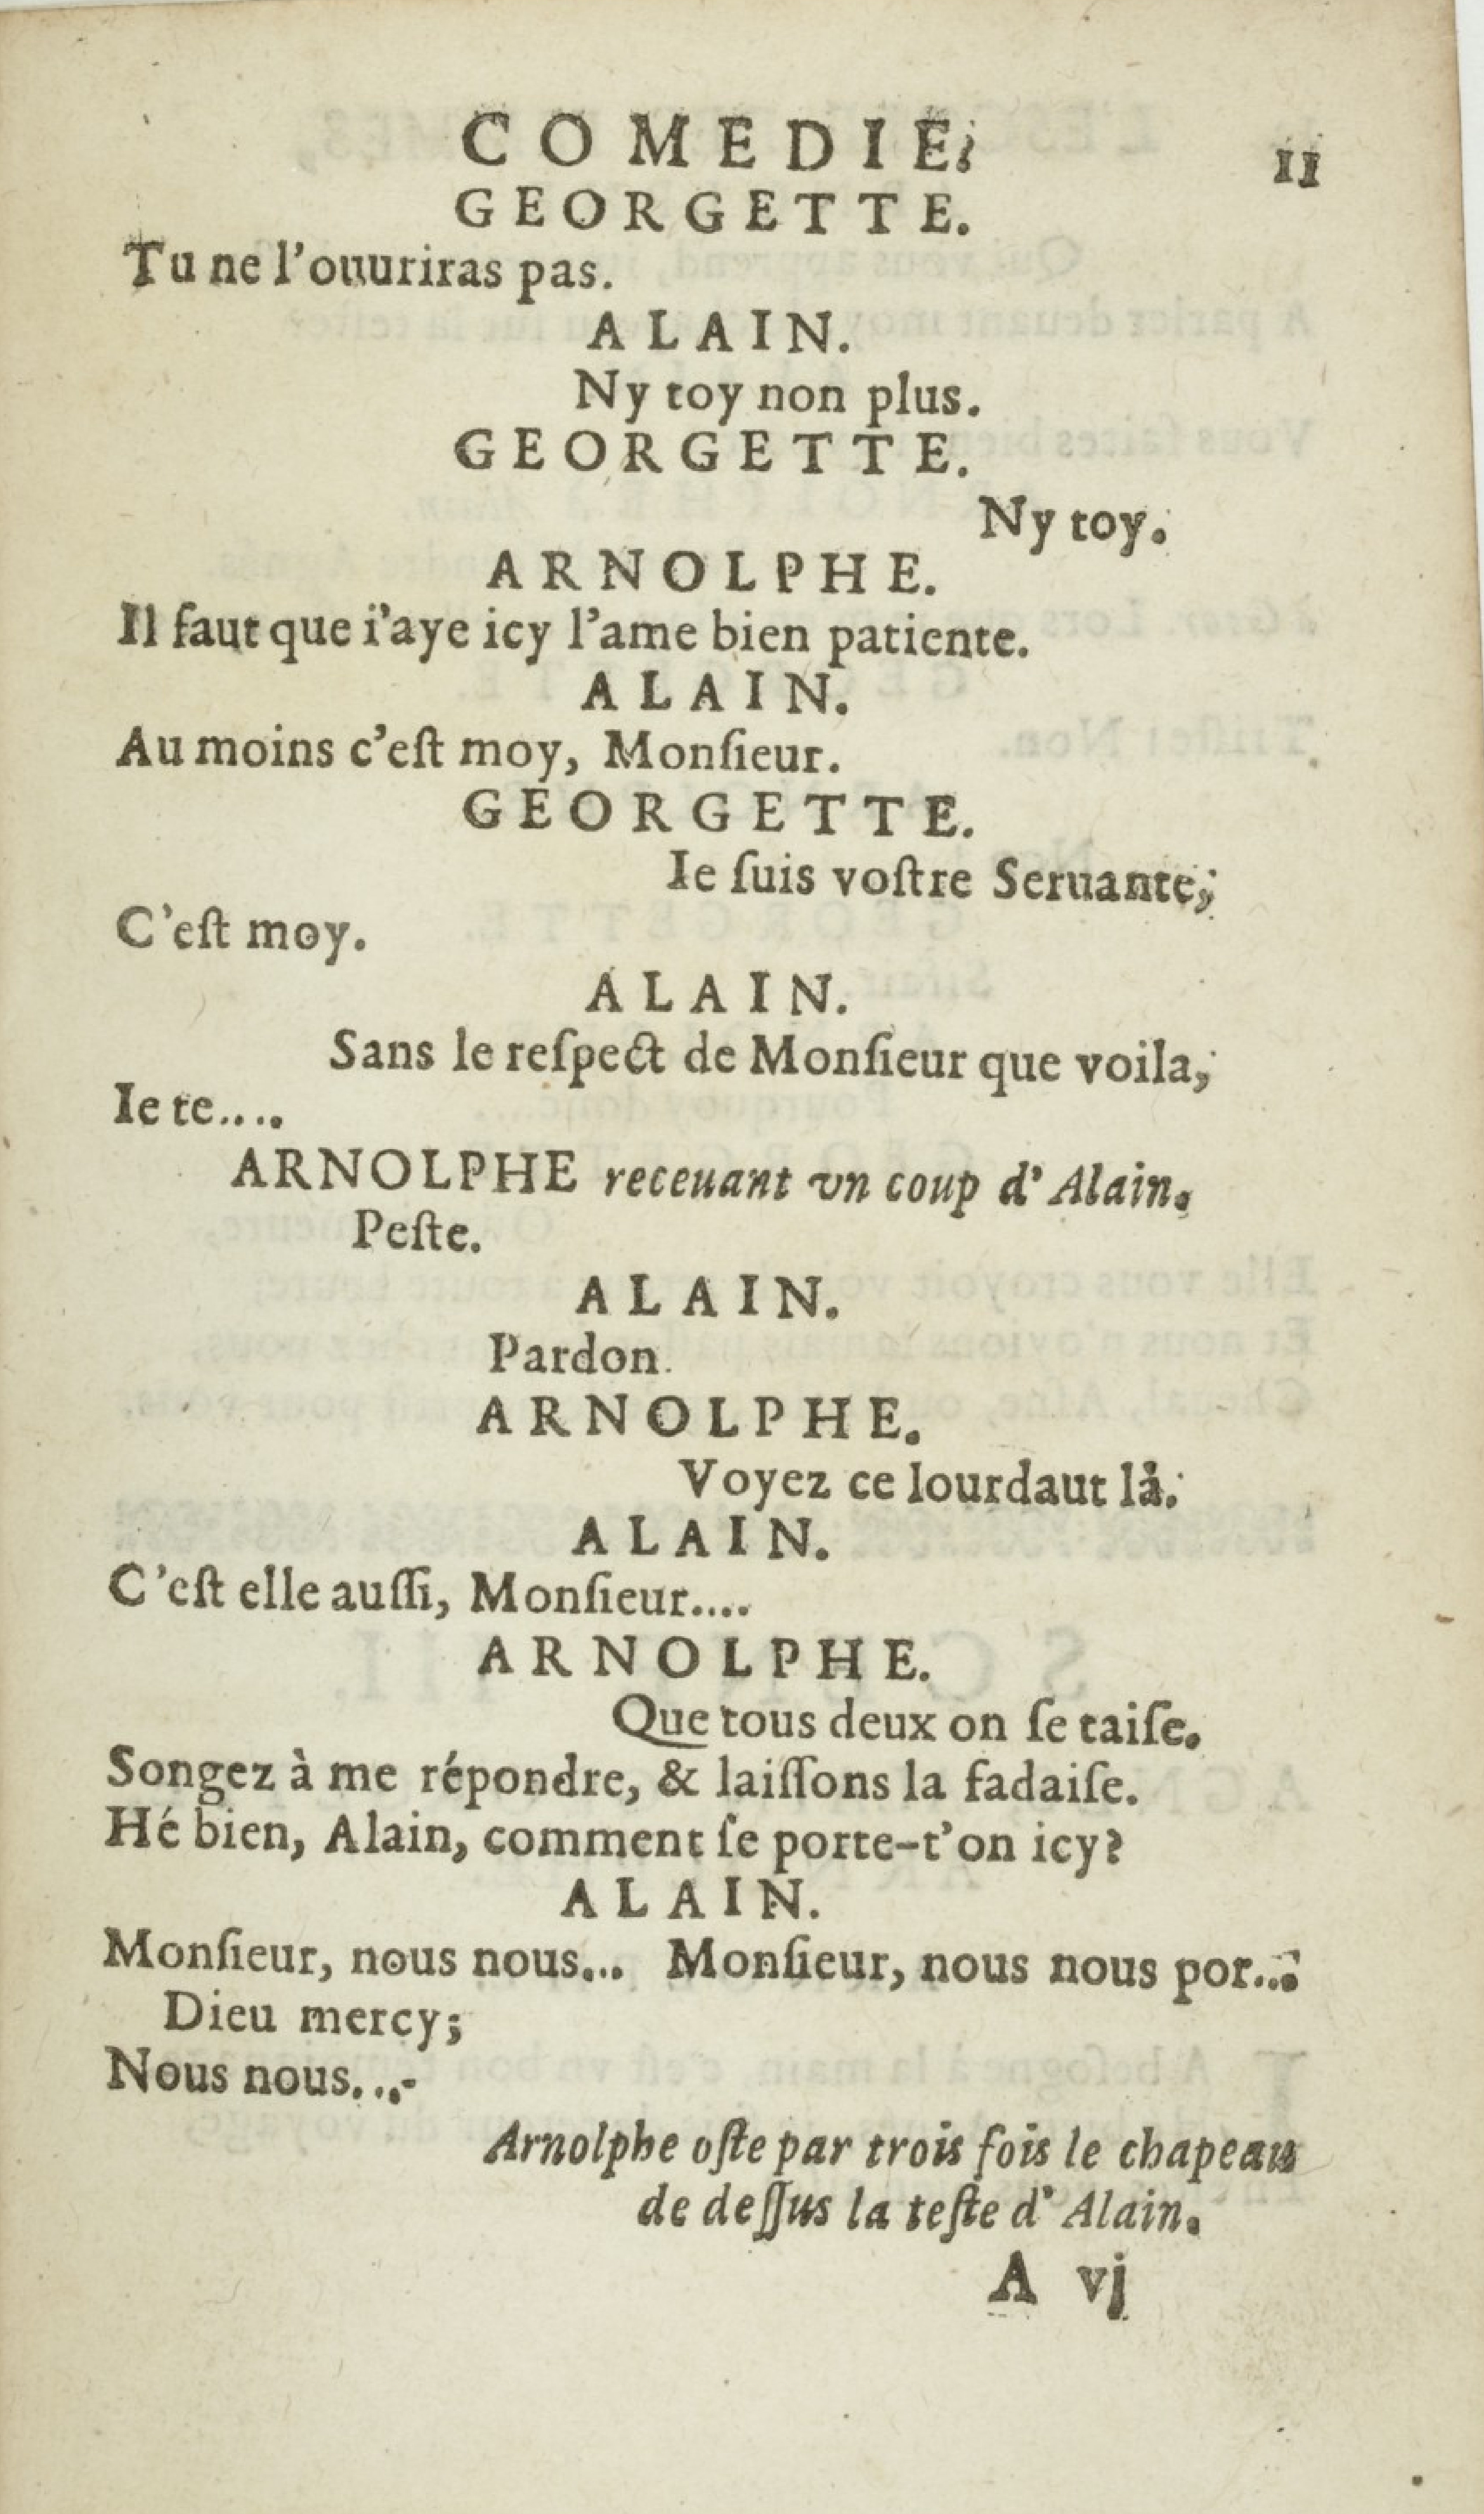 COMEDIE. 11
GEORGETTE.
Tu ne l'ouuriras pas.
ALAIN.
Ny toy non plus.
GEORGETTE.
Ny toy.
ARNOLPHE.
Il faut que i'aye icy l'ame bien patiente.
ALAIN.
Au moins c'eſt moy, Monſieur.
GEORGETTE.
Ie ſuis voſtre Seruante;
C'eſt moy.
ALAIN.
Sans le reſpect de Monſieur que voila,
Ie te....
ARNOLPHE receuant vn coup d'Alain.
Peſte.
ALAIN.
Pardon.
ARNOLPHE.
Voyez ce lourdaut là.
ALAIN.
C'eſt elle auſſi, Monſieur....
ARNOLPHE.
Que tous deux on ſe taiſe.
Songez à me répondre, & laiſſons la fadaiſe.
Hé bien, Alain, comment ſe porte-t'on icy?
ALAIN.
Monſieur, nous nous... Monſieur, nous nous por...
Dieu mercy;
Nous nous....
Arnolphe oſte par trois fois le chapeau
de deſſus la teſte d'Alain.
A vj